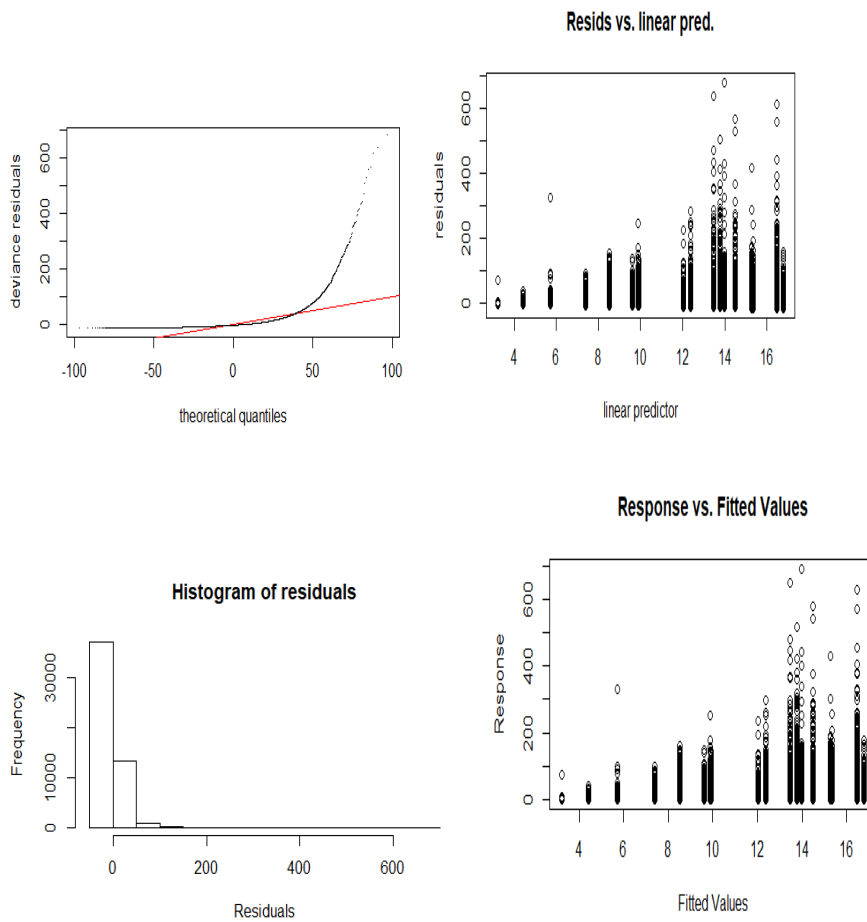 Resids vs. linear pred.
deviance residuals
0 200 400 600
-100 -50 0 50 100
theoretical quantiles
residuals
0 200 400 600
4 6 8 10 12 14 16
linear predictor
Histogram of residuals
Frequency
0 10000 30000
0 200 400 600
Residuals
Response vs. Fitted Values
Response
0 200 400 600
4 6 8 10 12 14 16
Fitted Values